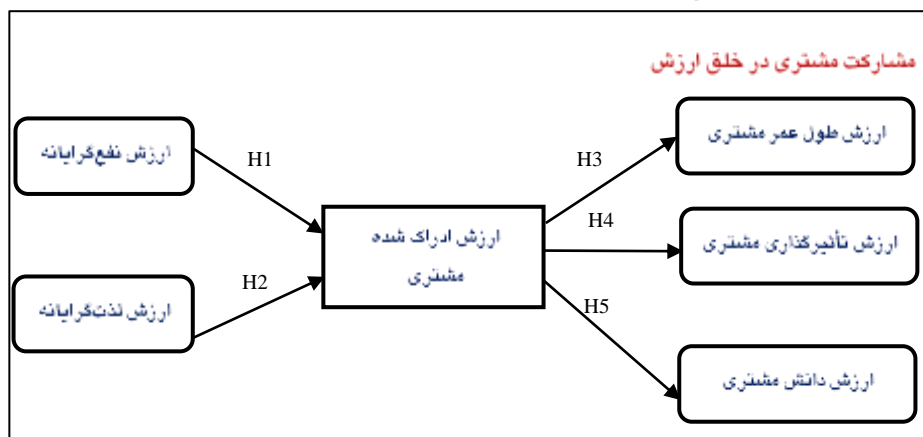 مشارکت مشتری در خلق ارزش
ارزش نفع‌گرایانه
ارزش لذت‌گرایانه
H1
H2
ارزش ادراک شده
مشتری
H3
H4
H5
ارزش طول عمر مشتری
ارزش تأثیرگذاری مشتری
ارزش دانش مشتری